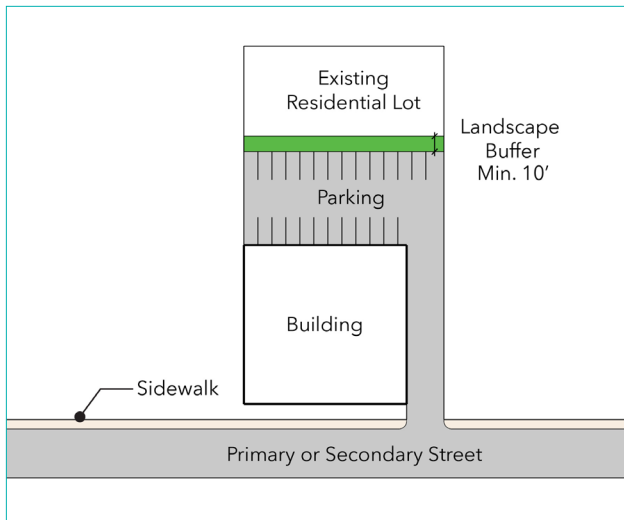 Existing
Residential Lot
Landscape
Buffer
Min. 10’
Parking
Building
Sidewalk
Primary or Secondary Street